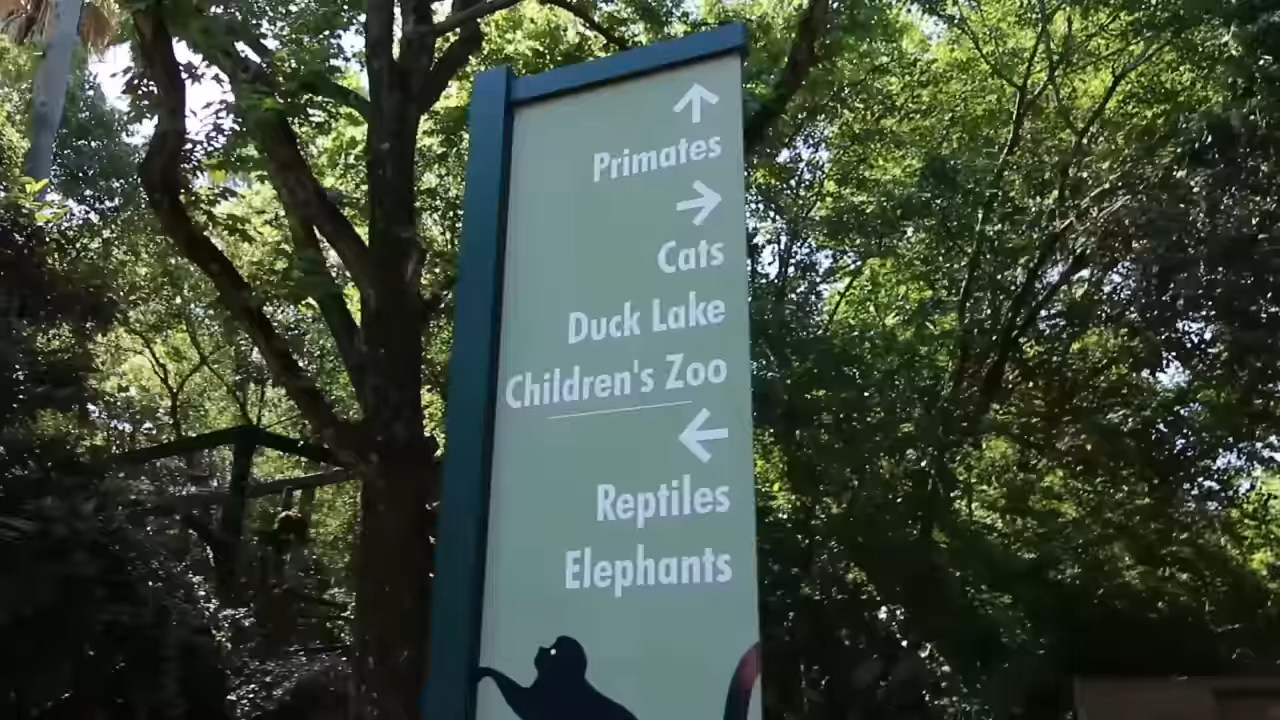 Primates
Cats
Duck Lake
Children's Zoo
Reptiles
Elephants